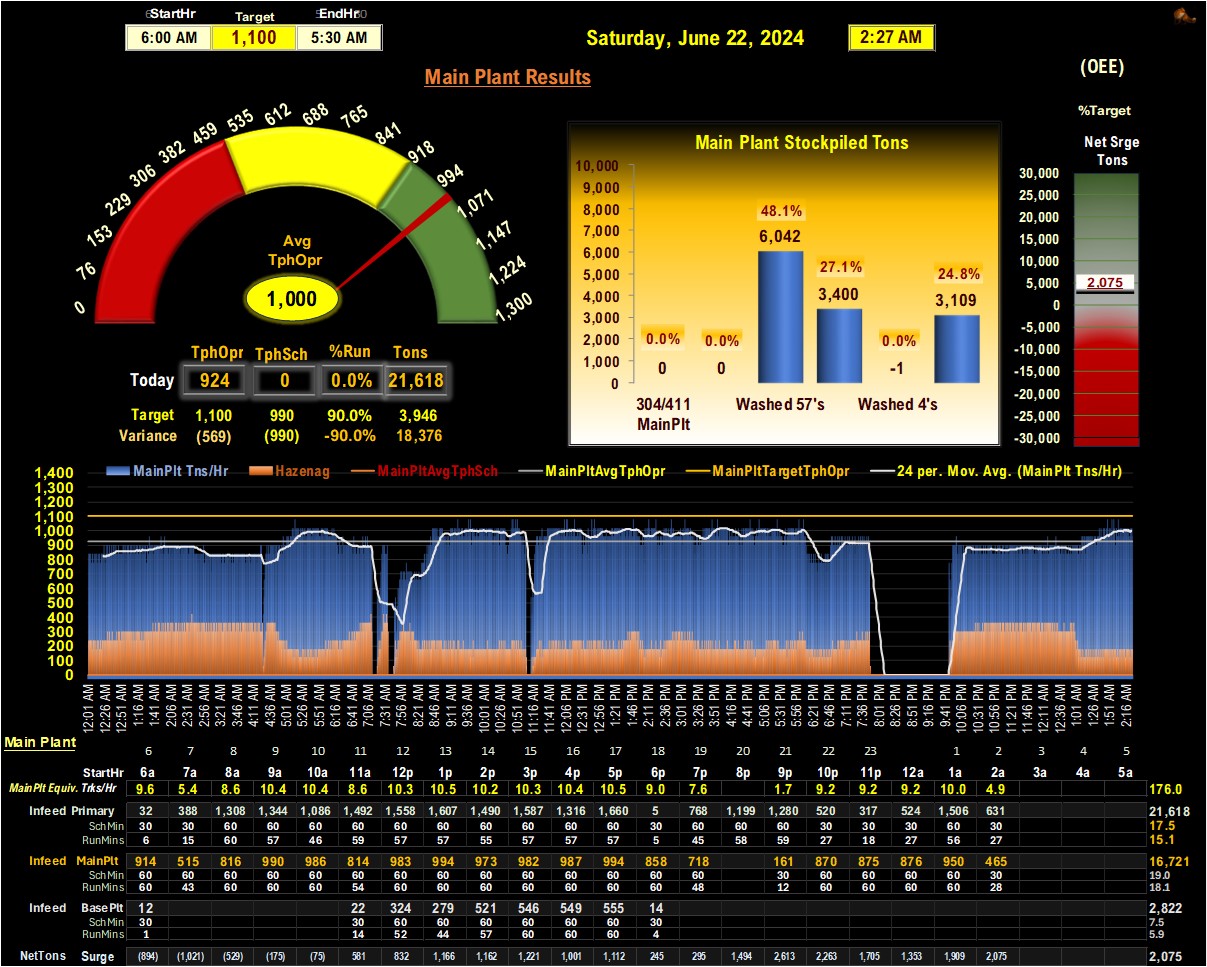 StartHr Target EndHr
6:00 AM 1,100 5:30 AM
Saturday, June 22, 2024 2:27 AM
(OEE)
Main Plant Results
%Target
Net Srge
Tons
0 76 153 229 306 382 459 535 612 688 765 841 918 994 1,071 1,147 1,224 1,300
Avg
TphOpr
1,000
TphOpr TphSch %Run Tons
Today 924 0 0.0% 21,618
Target 1,100 990 90.0% 3,946
Variance (569) (990) -90.0% 18,376
Main Plant Stockpiled Tons
10,000
9,000
8,000
7,000
6,000
5,000
4,000
3,000
2,000
1,000
0
0.0% 0.0% 48.1% 27.1% 0.0% 24.8%
0 0 6,042 3,400 -1 3,109
304/411 MainPlt
Washed 57's
Washed 4's
30,000
25,000
20,000
15,000
10,000
5,000
0
-5,000
-10,000
-15,000
-20,000
-25,000
-30,000
2,075
MainPlt Tns/Hr Hazenag MainPltAvgTphSch MainPltAvgTphOpr MainPltTargetTphOpr 24 per. Mov. Avg. (MainPlt Tns/Hr)
1,400
1,300
1,200
1,100
1,000
900
800
700
600
500
400
300
200
100
0
12:01 AM 12:26 AM 12:51 AM 1:16 AM 1:41 AM 2:06 AM 2:31 AM 2:56 AM 3:21 AM 3:46 AM 4:11 AM 4:36 AM 5:01 AM 5:26 AM 5:51 AM 6:16 AM 6:41 AM 7:06 AM 7:31 AM 7:56 AM 8:21 AM 8:46 AM 9:11 AM 9:36 AM 10:01 AM 10:26 AM 10:51 AM 11:16 AM 11:41 AM 12:06 PM 12:31 PM 12:56 PM 1:21 PM 1:46 PM 2:11 PM 2:36 PM 3:01 PM 3:26 PM 3:51 PM 4:16 PM 4:41 PM 5:06 PM 5:31 PM 5:56 PM 6:21 PM 6:46 PM 7:11 PM 7:36 PM 8:01 PM 8:26 PM 8:51 PM 9:16 PM 9:41 PM 10:06 PM 10:31 PM 10:56 PM 11:21 PM 11:46 PM 12:11 AM 12:36 AM 1:01 AM 1:26 AM 1:51 AM 2:16 AM
Main Plant
6 7 8 9 10 11 12 13 14 15 16 17 18 19 20 21 22 23 1 2 3 4 5
StartHr 6a 7a 8a 9a 10a 11a 12p 1p 2p 3p 4p 5p 6p 7p 8p 9p 10p 11p 12a 1a 2a 3a 4a 5a
MainPlt Equiv. Trks/Hr 9.6 5.4 8.6 10.4 10.4 8.6 10.3 10.5 10.2 10.3 10.4 10.5 9.0 7.6 1.7 9.2 9.2 9.2 10.0 4.9 176.0
Infeed Primary 32 388 1,308 1,344 1,086 1,492 1,558 1,607 1,490 1,587 1,316 1,660 5 768 1,199 1,280 520 317 524 1,506 631 21,618
SchMin 30 30 60 60 60 60 60 60 60 60 60 60 30 60 60 60 30 30 30 60 30 17.5
RunMins 6 15 60 57 46 59 57 57 55 57 57 57 5 45 58 59 27 18 27 56 27 15.1
Infeed MainPlt 914 515 816 990 986 814 983 994 973 982 987 994 858 718 161 870 875 876 950 465 16,721
SchMin 60 60 60 60 60 60 60 60 60 60 60 60 60 60 30 60 60 60 60 30 19.0
RunMins 60 43 60 60 60 54 60 60 60 60 60 60 60 48 12 60 60 60 60 28 18.1
Infeed BasePlt 12 22 324 279 521 546 549 555 14 2,822
SchMin 30 30 60 60 60 60 60 60 30 7.5
RunMins 1 14 52 44 57 60 60 60 4 5.9
NetTons Surge (894) (1,021) (529) (175) (75) 581 832 1,166 1,162 1,221 1,001 1,112 245 295 1,494 2,613 2,263 1,705 1,353 1,909 2,075 2,075